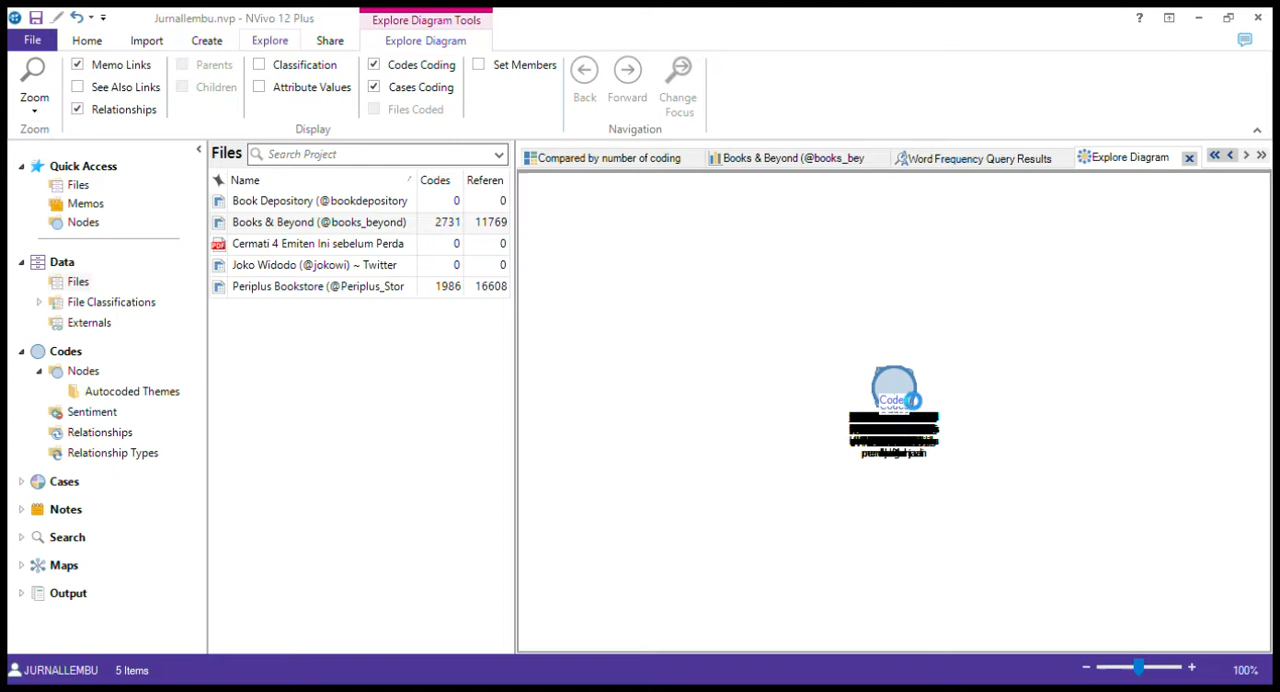 Jurnallembu.nvp - NVivo 12 Plus
Explore Diagram Tools
?
File
Home
Import
Create
Explore
Share
Explore Diagram
Zoom
Memo Links
See Also Links
Relationships
Parents
Children
Classification
Attribute Values
Codes Coding
Cases Coding
Files Coded
Set Members
Back
Forward
Change
Focus
Zoom
Display
Navigation
Quick Access
Files
Memos
Nodes
Data
Files
File Classifications
Externals
Codes
Nodes
Autocoded Themes
Sentiment
Relationships
Relationship Types
Cases
Notes
Search
Maps
Output
Files
Search Project
Name Codes Referen
Book Depository (@bookdepository 0 0
Books & Beyond (@books_beyond) 2731 11769
PDF Cermati 4 Emiten Ini sebelum Perda 0 0
Joko Widodo (@jokowi) ~ Twitter 0 0
Periplus Bookstore (@Periplus_Stor 1986 16608
Compared by number of coding
Books & Beyond (@books_bey
Word Frequency Query Results
Explore Diagram
Code
JURNALLEMBU 5 Items
100%